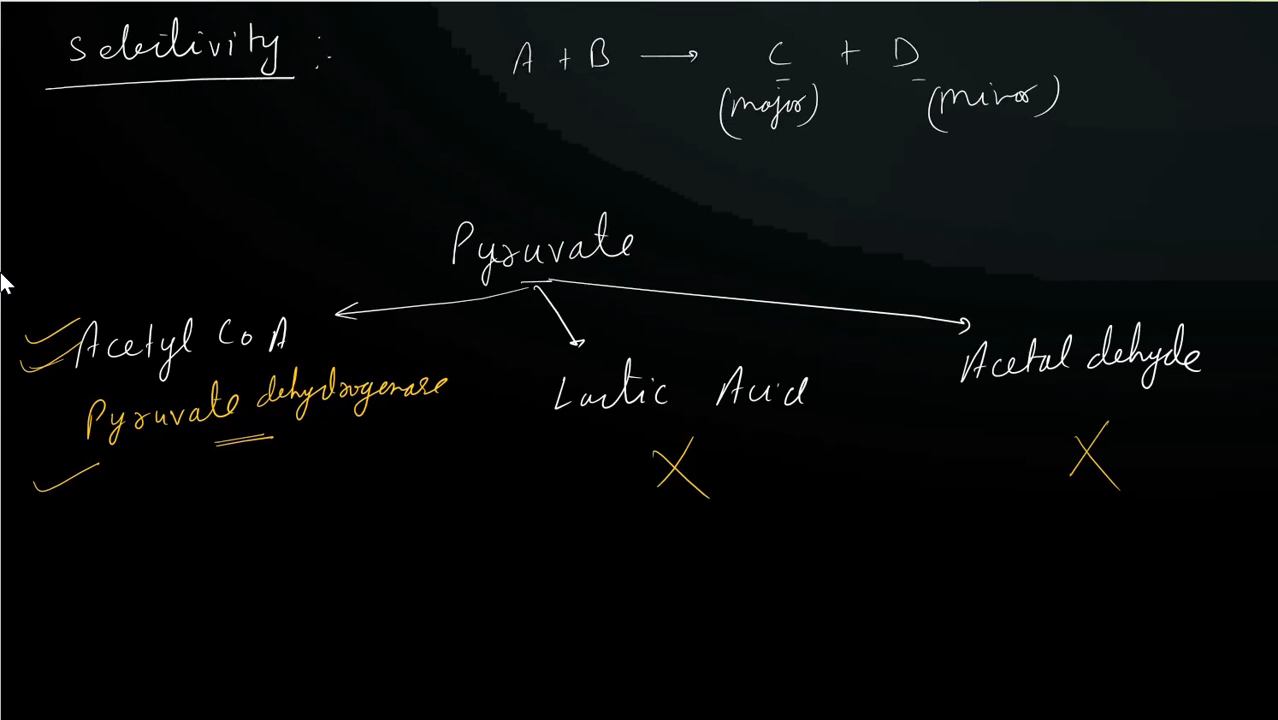 Selectivity :-
A + B → C + D
(major) (minor)
Pyruvate
Acetyl CoA
Lactic Acid
Acetaldehyde
Pyruvate dehydrogenase